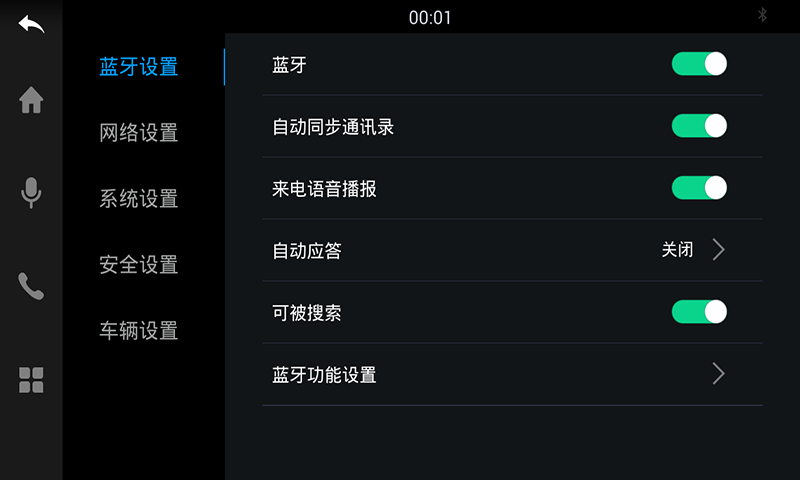 00:01
蓝牙设置
网络设置
系统设置
安全设置
车辆设置
蓝牙
自动同步通讯录
来电语音播报
自动应答 关闭
可被搜索
蓝牙功能设置